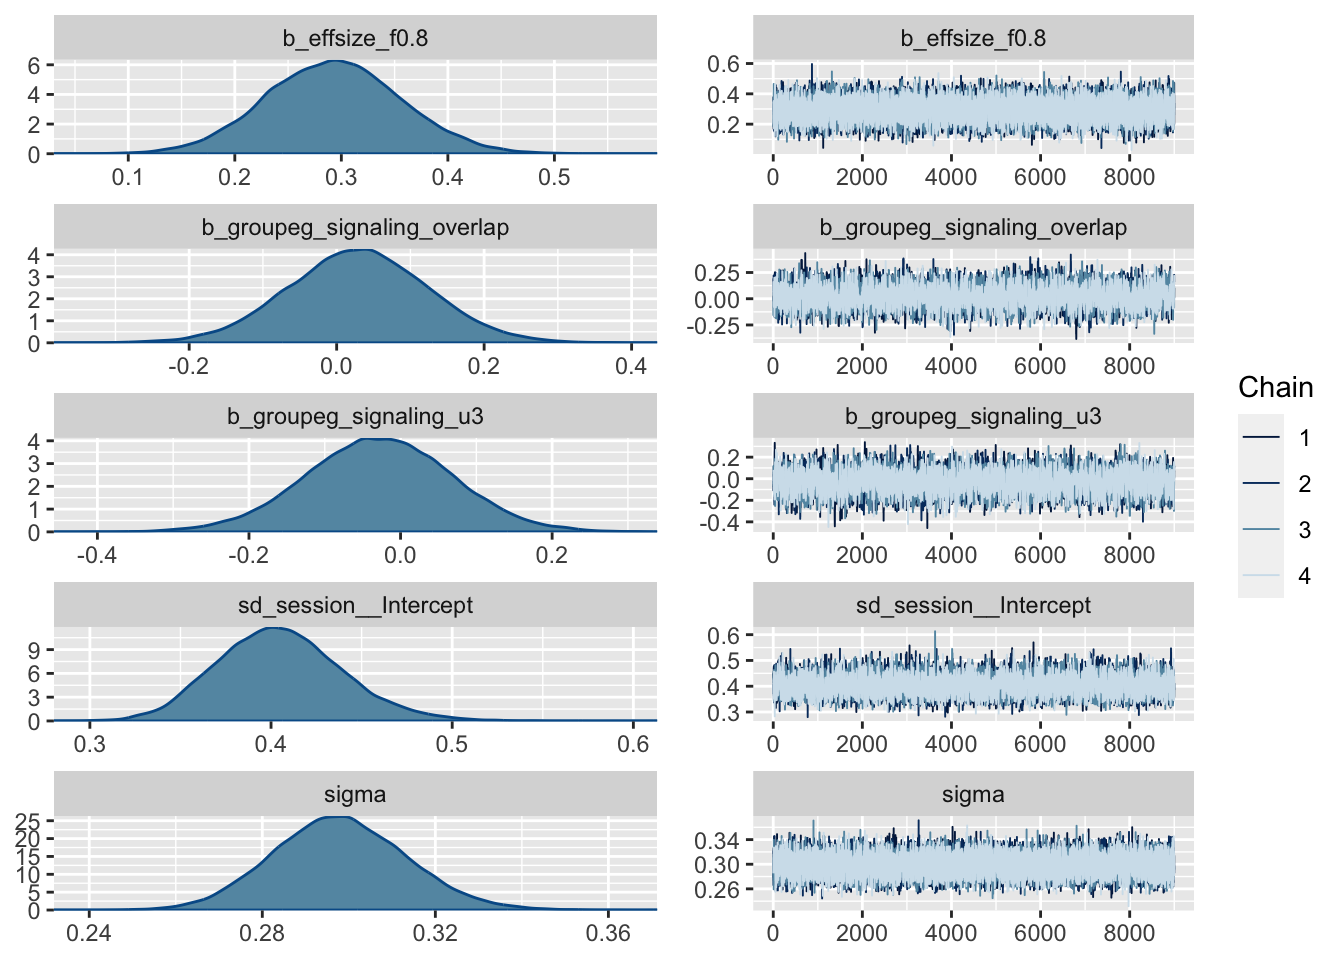 b_effsize_f0.8
6
4
2
0
0.1 0.2 0.3 0.4 0.5
b_effsize_f0.8
0.6
0.4
0.2
0 2000 4000 6000 8000
b_groupeg_signaling_overlap
4
3
2
1
0
-0.2 0.0 0.2 0.4
b_groupeg_signaling_overlap
0.25
0.00
-0.25
0 2000 4000 6000 8000
b_groupeg_signaling_u3
4
3
2
1
0
-0.4 -0.2 0.0 0.2
b_groupeg_signaling_u3
0.2
0.0
-0.2
-0.4
0 2000 4000 6000 8000
sd_session__Intercept
9
6
3
0
0.3 0.4 0.5 0.6
sd_session__Intercept
0.6
0.5
0.4
0.3
0 2000 4000 6000 8000
sigma
25
20
15
10
5
0
0.24 0.28 0.32 0.36
sigma
0.34
0.30
0.26
0 2000 4000 6000 8000
Chain
1
2
3
4